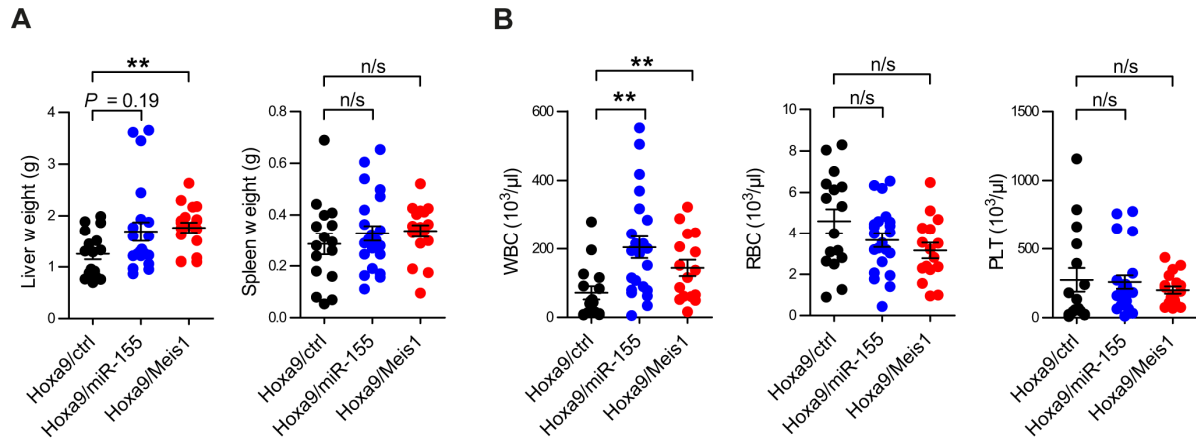 A
B
**
P = 0.19
Liver w eight (g)
4
3
2
1
0
Hoxa9/ctrl
Hoxa9/miR-155
Hoxa9/Meis1
n/s
n/s
Spleen w eight (g)
0.8
0.6
0.4
0.2
0.0
Hoxa9/ctrl
Hoxa9/miR-155
Hoxa9/Meis1
**
**
WBC (10³/µl)
600
400
200
0
Hoxa9/ctrl
Hoxa9/miR-155
Hoxa9/Meis1
n/s
n/s
RBC (10³/µl)
10
8
6
4
2
0
Hoxa9/ctrl
Hoxa9/miR-155
Hoxa9/Meis1
n/s
n/s
PLT (10³/µl)
1500
1000
500
0
Hoxa9/ctrl
Hoxa9/miR-155
Hoxa9/Meis1